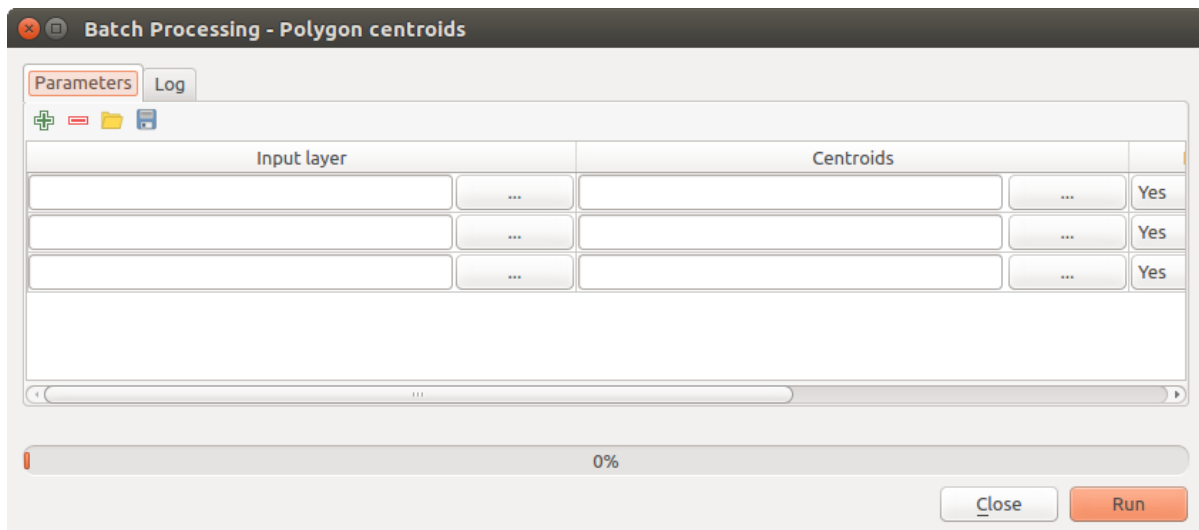 Batch Processing - Polygon centroids
Parameters Log
Input layer Centroids
... ... Yes
... ... Yes
... ... Yes
0%
Close Run